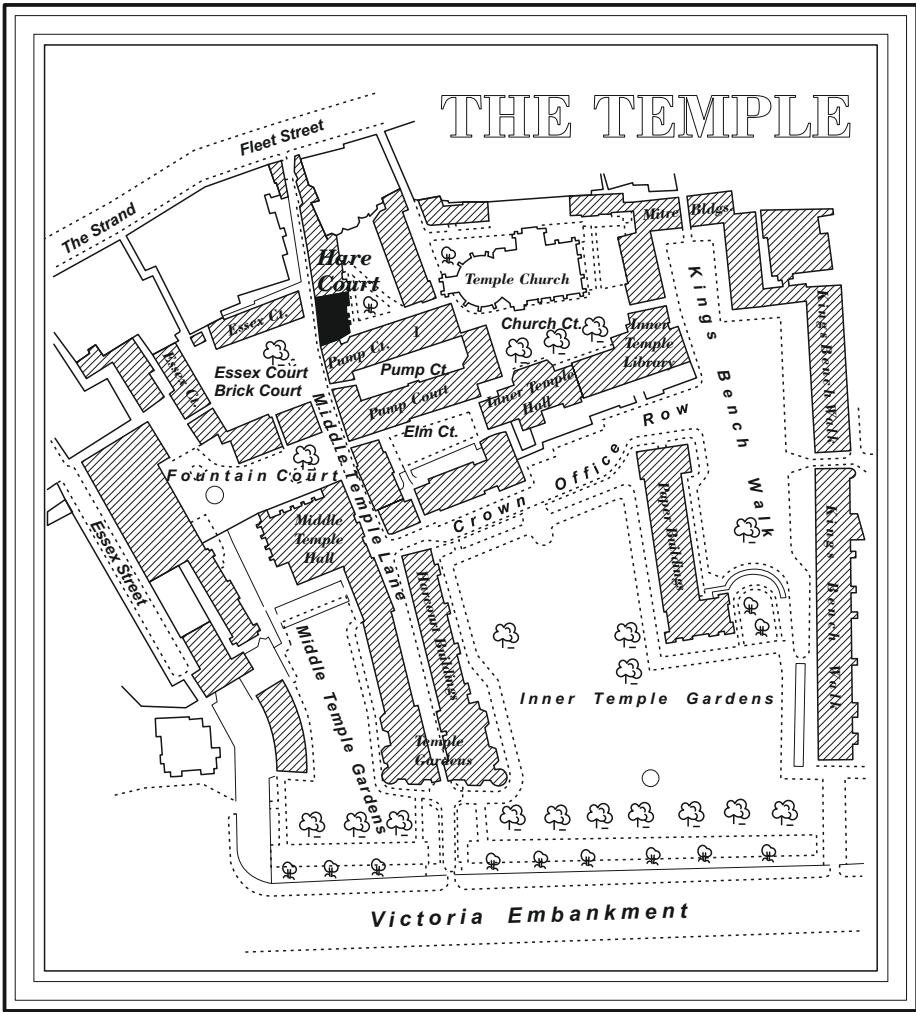 THE TEMPLE
Fleet Street
The Strand
Mitre Bldgs.
Hare
Court
Temple Church
Kings Bench Walk
Kings Bench Walk
Essex Ct.
Pump Ct.
1
Church Ct.
Inner
Temple
Library
Essex Ct.
Essex Court
Brick Court
Pump Ct
Pump Court
Inner Temple
Hall
Elm Ct.
Middle Temple Lane
Fountain Court
Crown Office Row
Middle
Temple
Hall
Paper Buildings
Essex Street
Harcourt Buildings
Kings Bench Walk
Middle Temple Gardens
Inner Temple Gardens
Temple
Gardens
Victoria Embankment